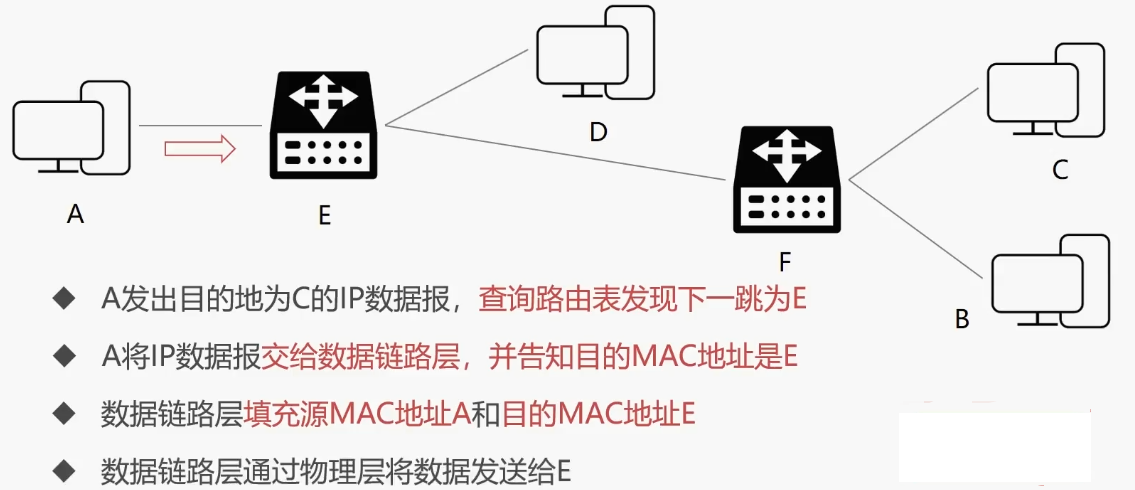 D
C
A
E
F
B
A发出目的地为C的IP数据报，查询路由表发现下一跳为E
A将IP数据报交给数据链路层，并告知目的MAC地址是E
数据链路层填充源MAC地址A和目的MAC地址E
数据链路层通过物理层将数据发送给E